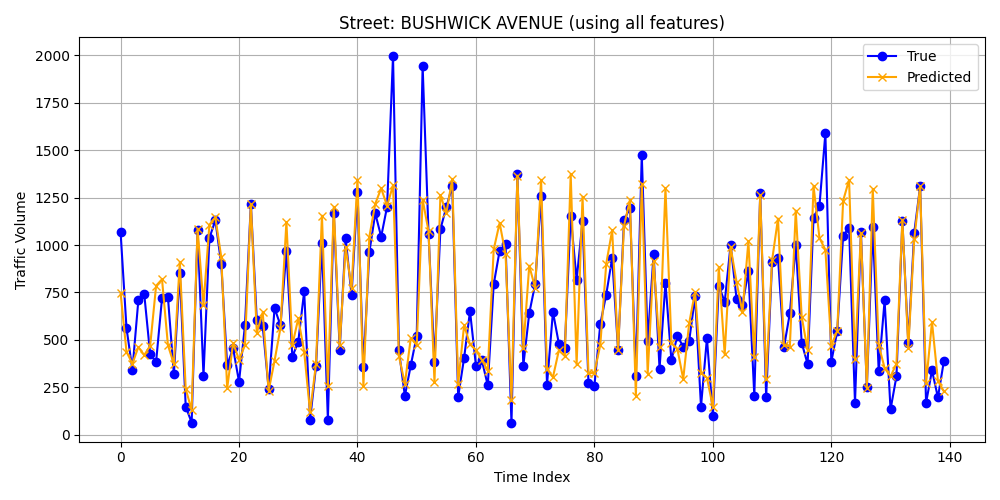 Street: BUSHWICK AVENUE (using all features)
True
Predicted
2000
1750
1500
1250
1000
750
500
250
0
Traffic Volume
0 20 40 60 80 100 120 140
Time Index